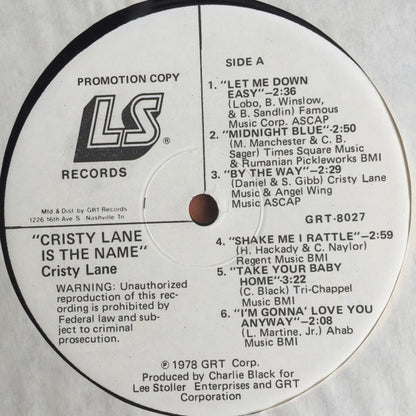 PROMOTION COPY
LS
®
RECORDS
Mfd & Dist by GRT Records
1226 16th Ave. S Nashville Tn
"CRISTY LANE
IS THE NAME"
Cristy Lane
WARNING: Unauthorized
reproduction of this rec-
ording is prohibited by
Federal law and sub-
ject to criminal
prosecution.
SIDE A
1. "LET ME DOWN
EASY"–2:36
(Lobo, B. Winslow,
& B. Sandlin) Famous
Music Corp. ASCAP
2. "MIDNIGHT BLUE"-2:50
(M. Manchester & C. B.
Sager) Times Square Music
& Rumanian Pickleworks BMI
3. "BY THE WAY"–2:29
(Daniel & S. Gibb) Cristy Lane
Music & Angel Wing
Music ASCAP
GRT-8027
4. "SHAKE ME I RATTLE"–2:59
(H. Hackady & C. Naylor)
Regent Music BMI
5. "TAKE YOUR BABY
HOME"-3:22
(C. Black) Tri-Chappel
Music BMI
6. "I'M GONNA' LOVE YOU
ANYWAY"–2:08
(L. Martine, Jr.) Ahab
Music BMI
℗ 1978 GRT Corp.
Produced by Charlie Black for
Lee Stoller Enterprises and GRT
Corporation